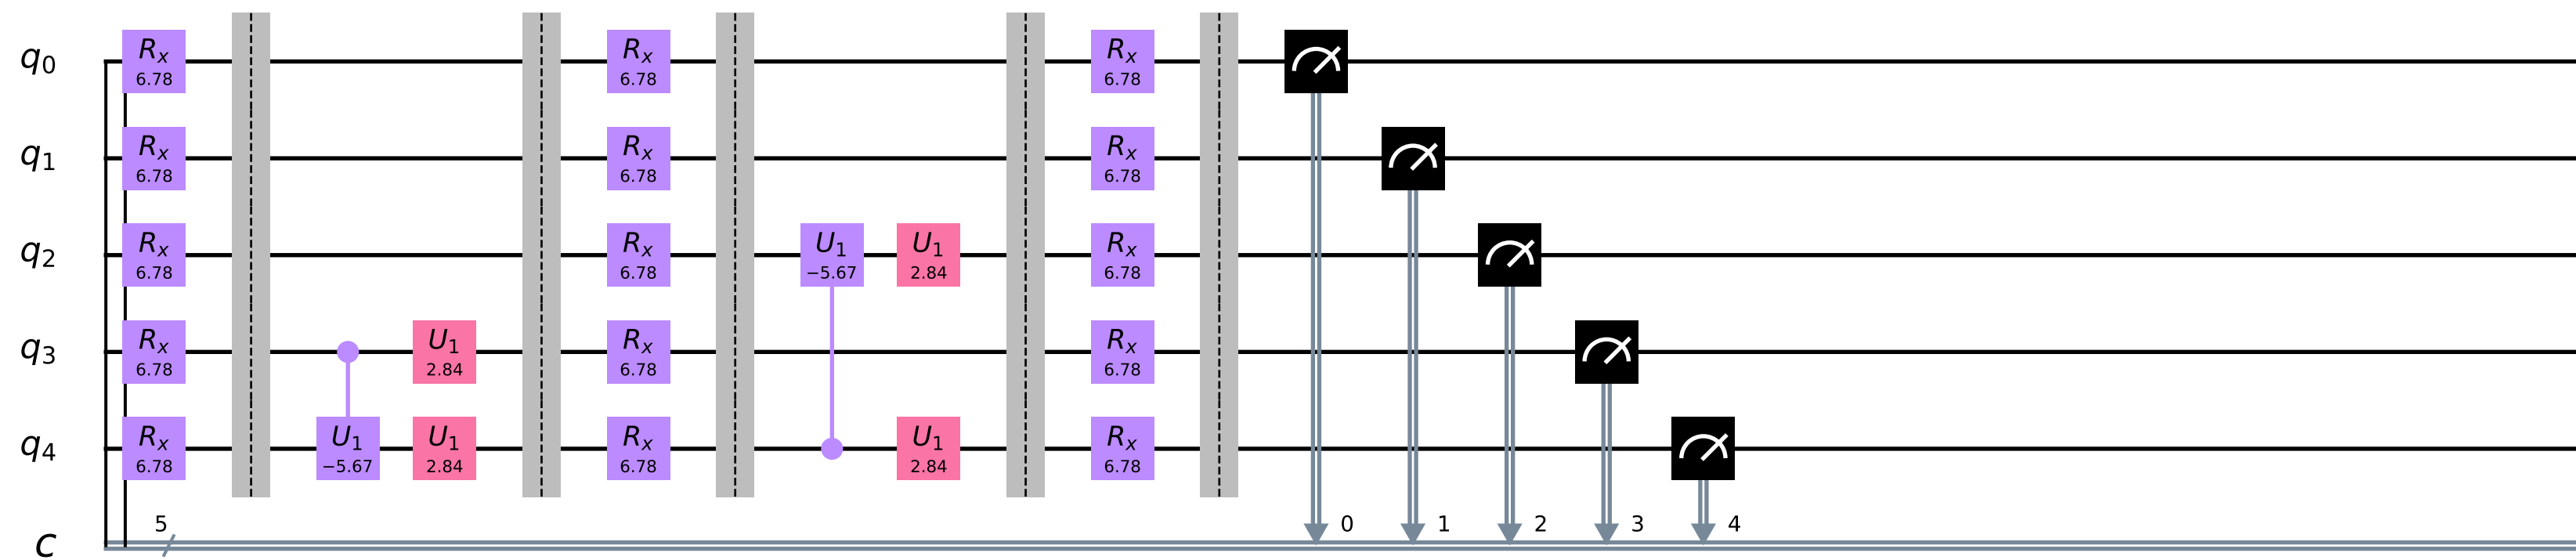 q0 Rx 6.78 Rx 6.78 Rx 6.78
q1 Rx 6.78 Rx 6.78 Rx 6.78
q2 Rx 6.78 Rx 6.78 U1 −5.67 U1 2.84 Rx 6.78
q3 Rx 6.78 U1 2.84 Rx 6.78 Rx 6.78
q4 Rx 6.78 U1 −5.67 U1 2.84 Rx 6.78 U1 2.84 Rx 6.78
c 5 0 1 2 3 4